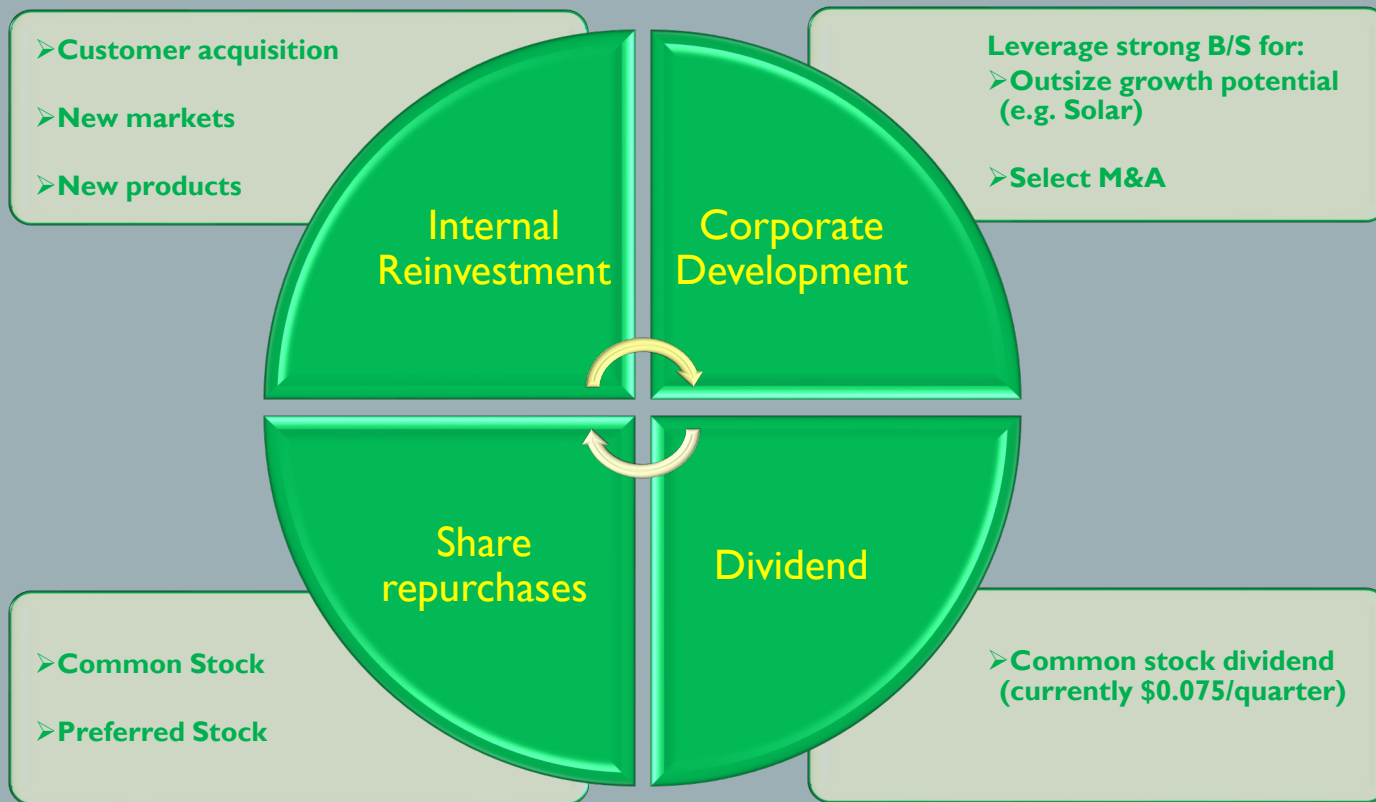 ➢Customer acquisition
➢New markets
➢New products
Leverage strong B/S for:
➢Outsize growth potential
(e.g. Solar)
➢Select M&A
Internal
Reinvestment
Corporate
Development
Share
repurchases
Dividend
➢Common Stock
➢Preferred Stock
➢Common stock dividend
(currently $0.075/quarter)